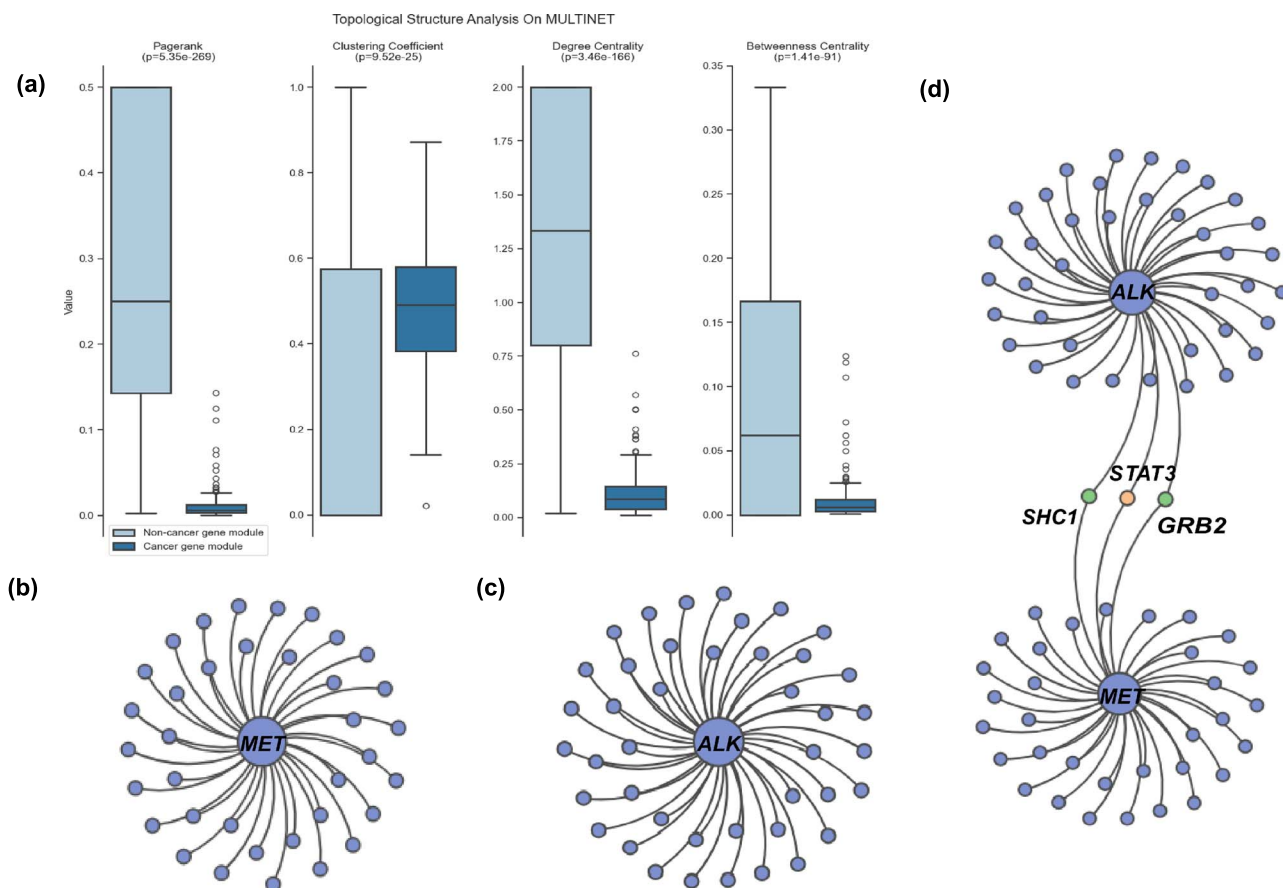 Topological Structure Analysis On MULTINET
(a)
Pagerank
(p=5.35e-269)
Clustering Coefficient
(p=9.52e-25)
Degree Centrality
(p=3.46e-166)
Betweenness Centrality
(p=1.41e-91)
Value
0.5
0.4
0.3
0.2
0.1
0.0
1.0
0.8
0.6
0.4
0.2
0.0
2.00
1.75
1.50
1.25
1.00
0.75
0.50
0.25
0.00
0.35
0.30
0.25
0.20
0.15
0.10
0.05
0.00
Non-cancer gene module
Cancer gene module
(b)
MET
(c)
ALK
(d)
ALK
STAT3
SHC1
GRB2
MET